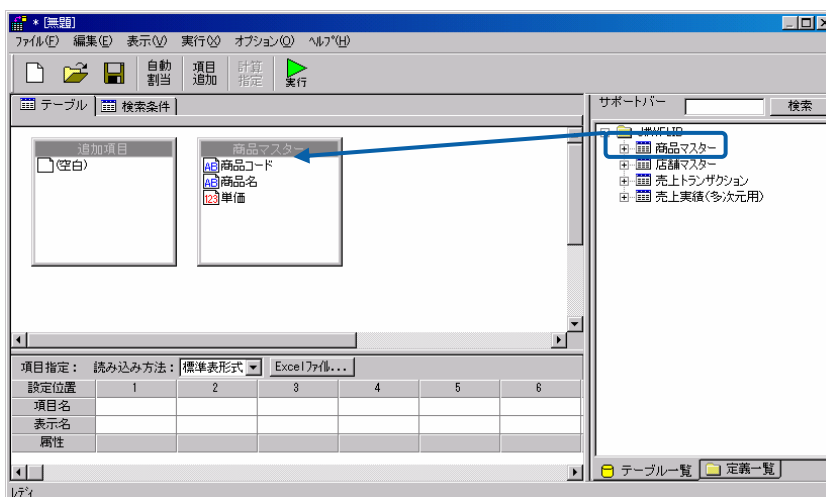 * [無題]
ファイル(F) 編集(E) 表示(V) 実行(X) オプション(O) ヘルプ(H)
自動割当 項目追加 計算指定 実行
テーブル 検索条件
追加項目
(空白)
商品マスター
商品コード
商品名
単価
サポートバー 検索
商品マスター
店舗マスター
売上トランザクション
売上実績(多次元用)
項目指定: 読み込み方法: 標準表形式 Excelファイル...
設定位置 1 2 3 4 5 6
項目名
表示名
属性
テーブル一覧 定義一覧
レディ